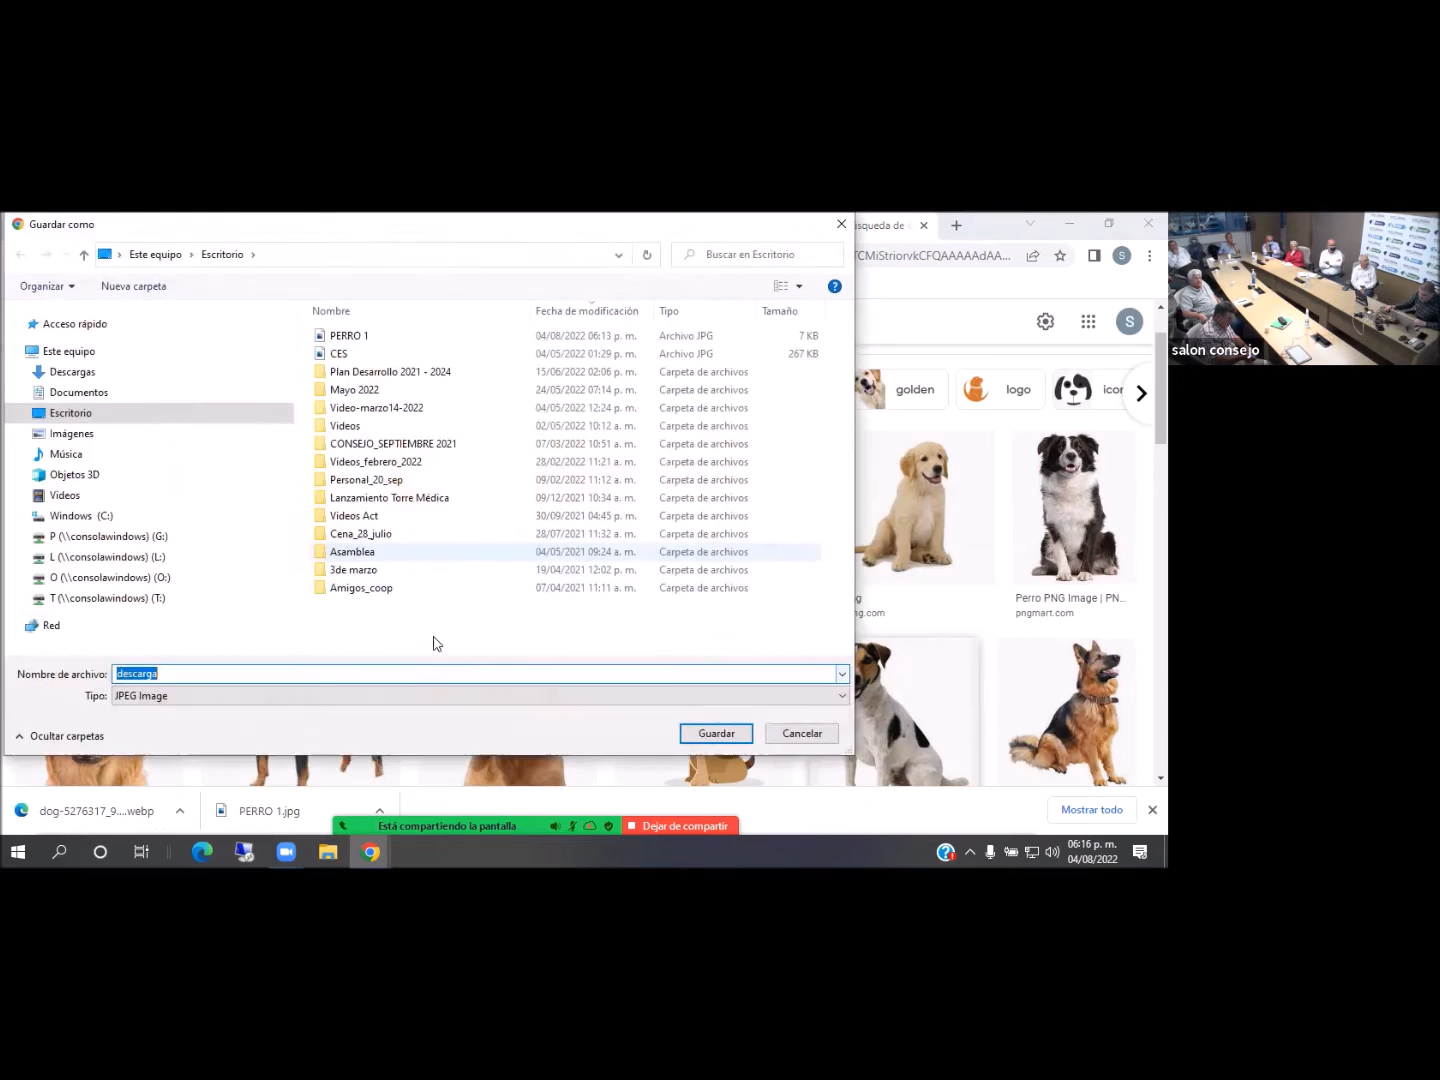 Guardar como
búsqueda de
Este equipo > Escritorio >
Buscar en Escritorio
TCMiStriorvkCFQAAAAAdAA...
S
Organizar
Nueva carpeta
Nombre
Fecha de modificación
Tipo
Tamaño
Acceso rápido
Este equipo
Descargas
Documentos
Escritorio
Imágenes
Música
Objetos 3D
Videos
Windows (C:)
P (\\consolawindows) (G:)
L (\\consolawindows) (L:)
O (\\consolawindows) (O:)
T (\\consolawindows) (T:)
Red
PERRO 1 04/08/2022 06:13 p. m. Archivo JPG 7 KB
CES 04/05/2022 01:29 p. m. Archivo JPG 267 KB
Plan Desarrollo 2021 - 2024 15/06/2022 02:06 p. m. Carpeta de archivos
Mayo 2022 24/05/2022 07:14 p. m. Carpeta de archivos
Video-marzo14-2022 04/05/2022 12:24 p. m. Carpeta de archivos
Videos 02/05/2022 10:12 a. m. Carpeta de archivos
CONSEJO_SEPTIEMBRE 2021 07/03/2022 10:51 a. m. Carpeta de archivos
Videos_febrero_2022 28/02/2022 11:21 a. m. Carpeta de archivos
Personal_20_sep 09/02/2022 11:12 a. m. Carpeta de archivos
Lanzamiento Torre Médica 09/12/2021 10:34 a. m. Carpeta de archivos
Videos Act 30/09/2021 04:45 p. m. Carpeta de archivos
Cena_28_julio 28/07/2021 11:32 a. m. Carpeta de archivos
Asamblea 04/05/2021 09:24 a. m. Carpeta de archivos
3de marzo 19/04/2021 12:02 p. m. Carpeta de archivos
Amigos_coop 07/04/2021 11:11 a. m. Carpeta de archivos
Nombre de archivo: descarga
Tipo: JPEG Image
Ocultar carpetas
Guardar
Cancelar
S
golden
logo
icor
ng
ng.com
Perro PNG Image | PN...
pngmart.com
dog-5276317_9....webp
PERRO 1.jpg
Mostrar todo
Está compartiendo la pantalla
Dejar de compartir
06:16 p. m.
04/08/2022
salon consejo